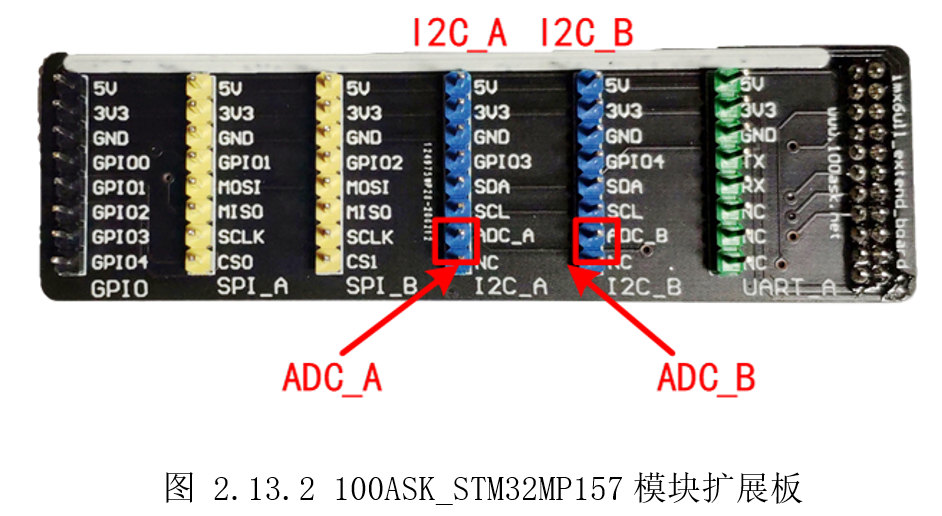 I2C_A I2C_B
5V
3V3
GND
GPIO0
GPIO1
GPIO2
GPIO3
GPIO4
GPIO
5V
3V3
GND
GPIO1
MOSI
MISO
SCLK
CS0
SPI_A
5V
3V3
GND
GPIO2
MOSI
MISO
SCLK
CS1
SPI_B
5V
3V3
GND
GPIO3
SDA
SCL
ADC_A
NC
I2C_A
5V
3V3
GND
GPIO4
SDA
SCL
ADC_B
NC
I2C_B
5V
3V3
GND
TX
RX
NC
NC
NC
UART_A
www.100ask.net
imx6ull_extend_board
ADC_A
ADC_B
图 2.13.2 100ASK_STM32MP157 模块扩展板